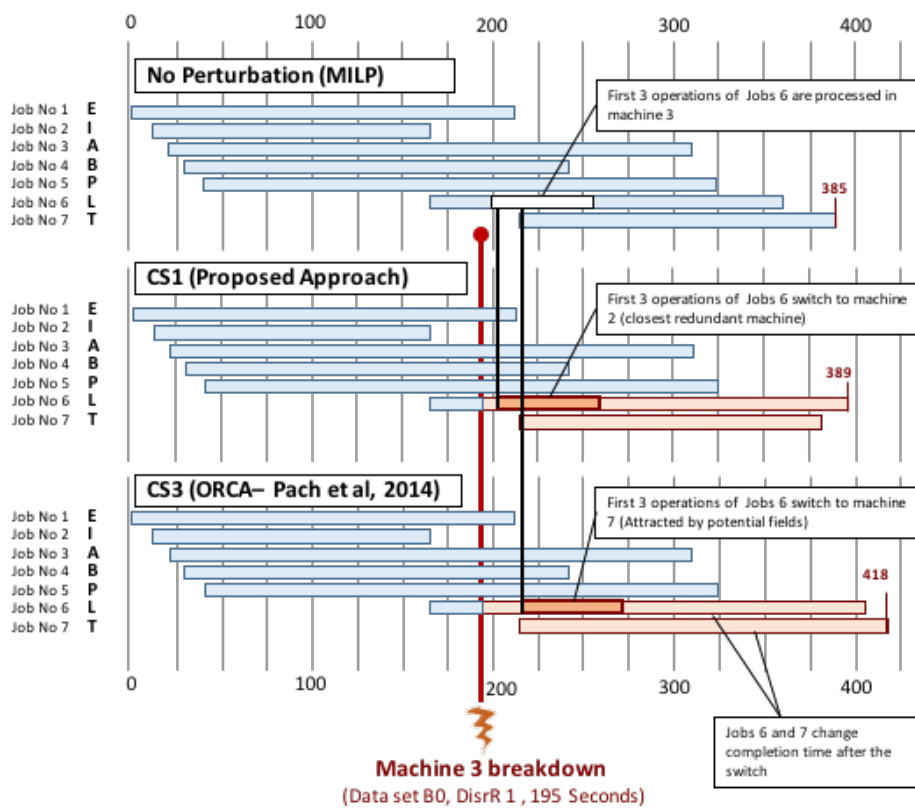 0 100 200 300 400
No Perturbation (MILP)
First 3 operations of Jobs 6 are processed in
machine 3
Job No 1 E
Job No 2 I
Job No 3 A
Job No 4 B
Job No 5 P
Job No 6 L
Job No 7 T
385
CS1 (Proposed Approach)
First 3 operations of Jobs 6 switch to machine
2 (closest redundant machine)
Job No 1 E
Job No 2 I
Job No 3 A
Job No 4 B
Job No 5 P
Job No 6 L
Job No 7 T
389
CS3 (ORCA– Pach et al, 2014)
First 3 operations of Jobs 6 switch to machine
7 (Attracted by potential fields)
Job No 1 E
Job No 2 I
Job No 3 A
Job No 4 B
Job No 5 P
Job No 6 L
Job No 7 T
418
0 100 200 300 400
Jobs 6 and 7 change
completion time after the
switch
Machine 3 breakdown
(Data set B0, DisrR 1 , 195 Seconds)